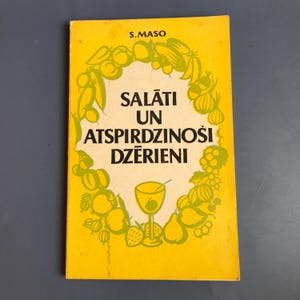 S. MASO
SALĀTI
UN
ATSPIRDZINOŠI
DZĒRIENI